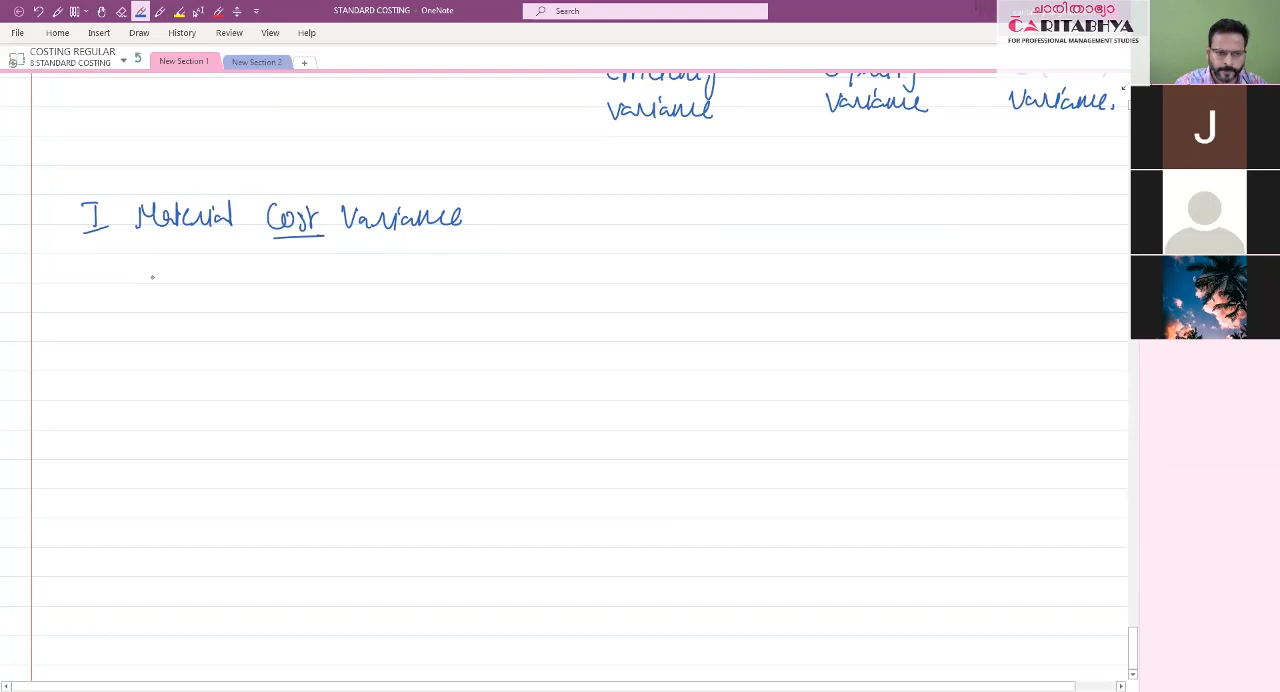 STANDARD COSTING - OneNote
Search
File Home Insert Draw History Review View Help
ചാരിതാഭ്യാ
CARITABHYA
FOR PROFESSIONAL MANAGEMENT STUDIES
COSTING REGULAR
8.STANDARD COSTING
5
New Section 1
New Section 2
+
Variance Variance Variance.
I Material Cost Variance
J